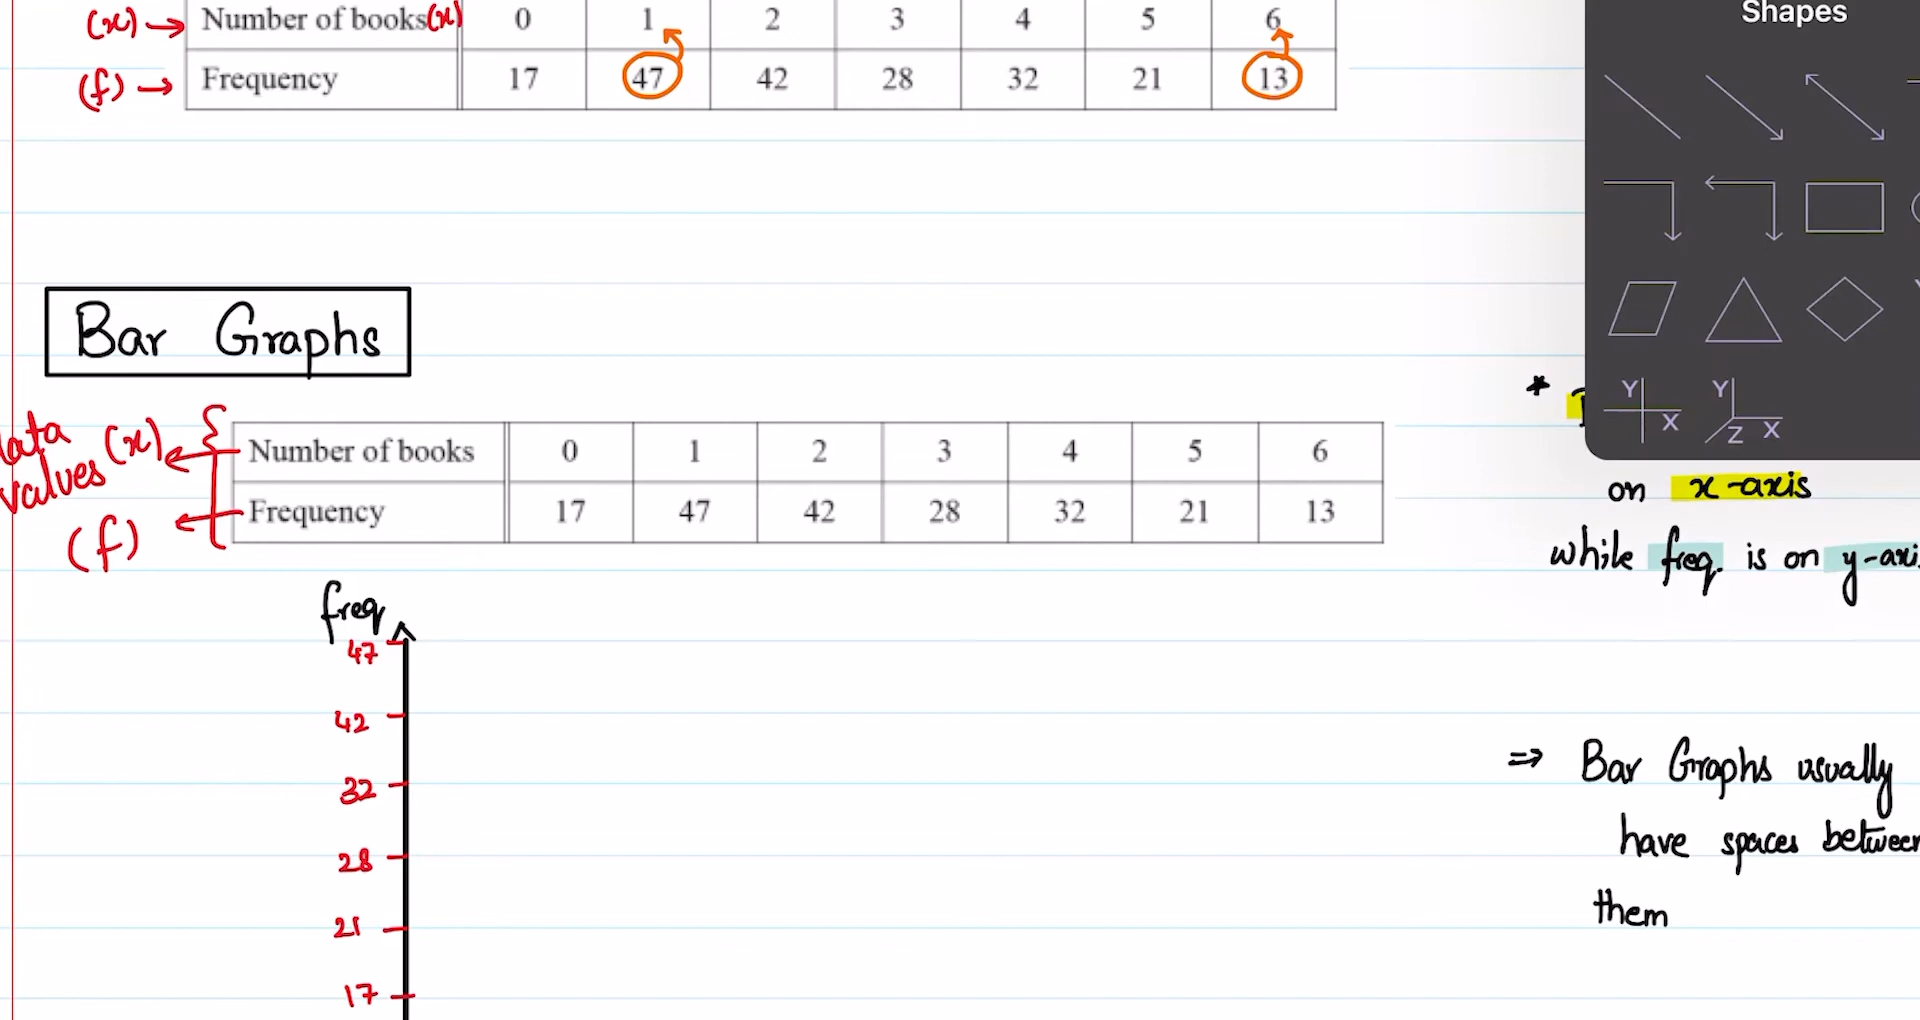 (x) → Number of books(x) 0 1 2 3 4 5 6
(f) → Frequency 17 47 42 28 32 21 13
Shapes
Y X Y Z X
Bar Graphs
data values (x) Number of books 0 1 2 3 4 5 6
(f) Frequency 17 47 42 28 32 21 13
*
on x-axis
while freq. is on y-axi
freq
47
42
32
28
21
17
⇒ Bar Graphs usually
have spaces between
them